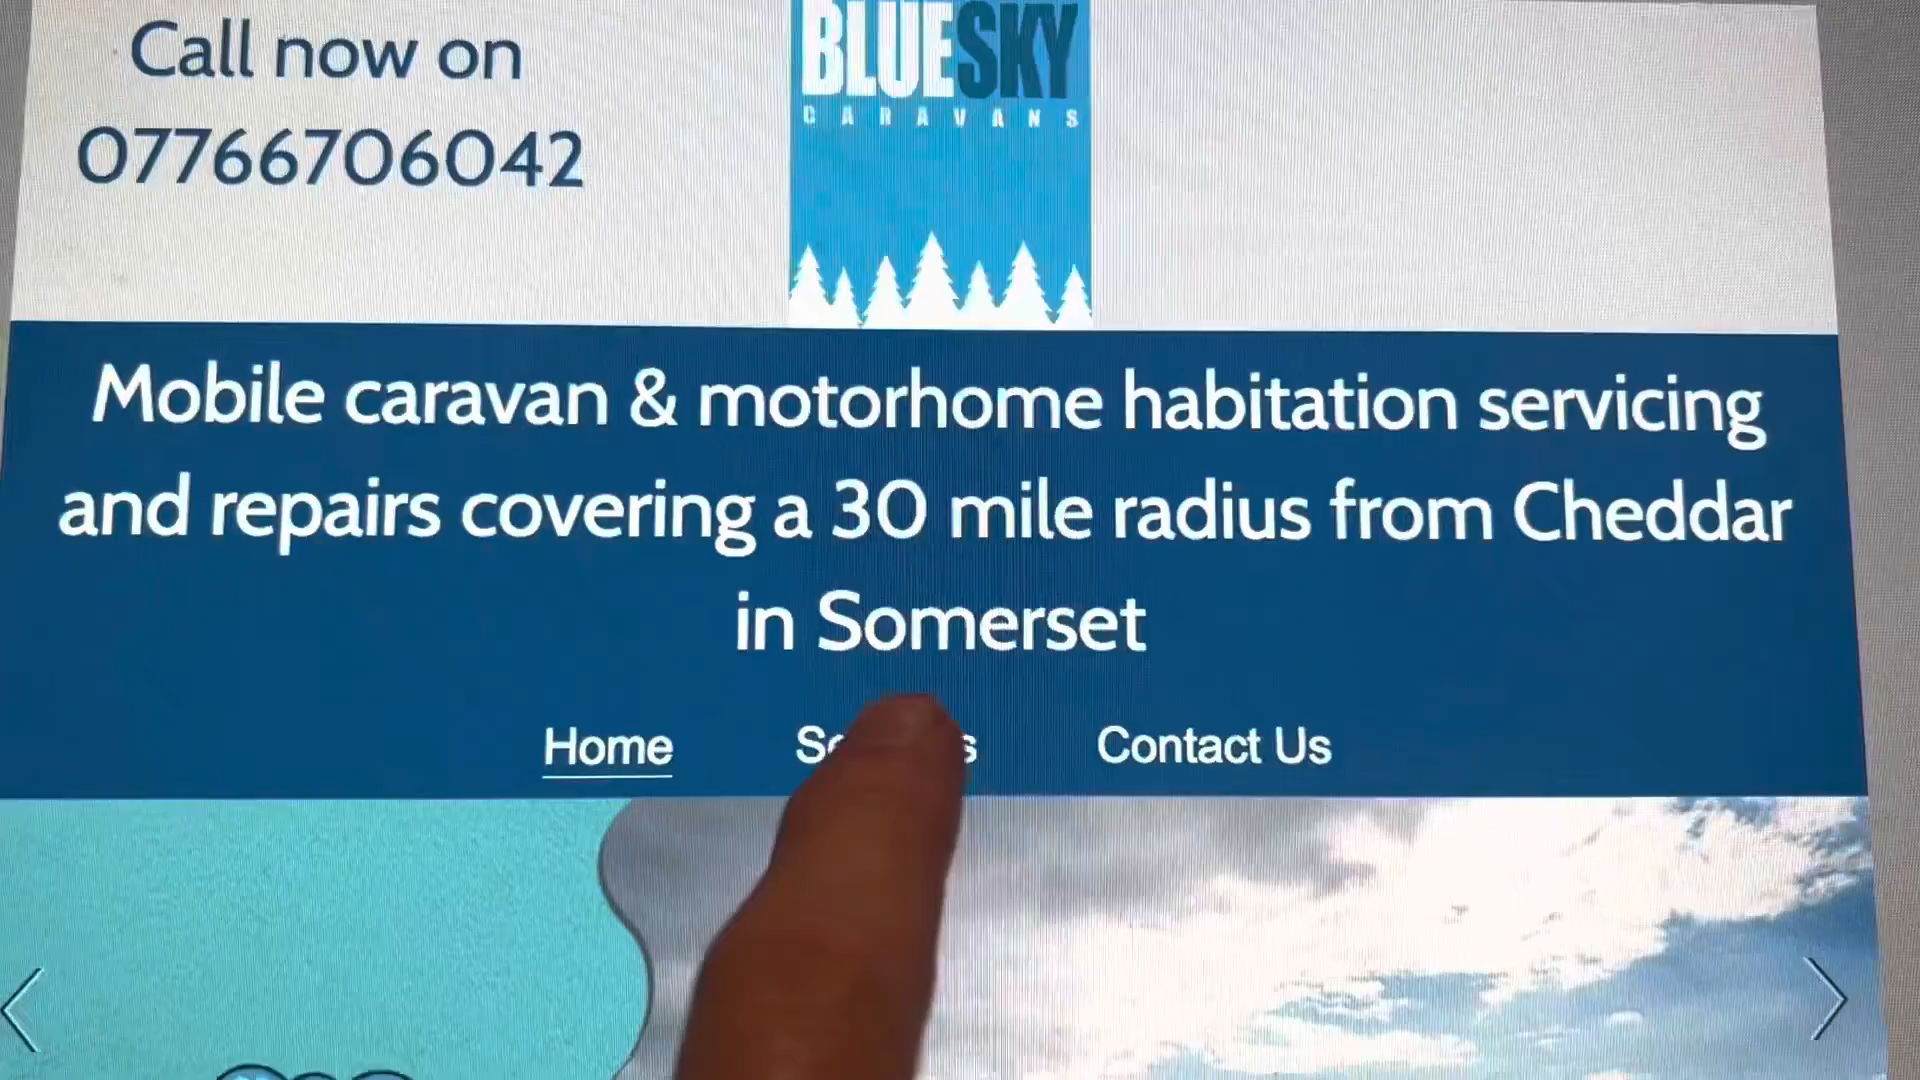 Call now on
07766706042
BLUESKY
CARAVANS
Mobile caravan & motorhome habitation servicing
and repairs covering a 30 mile radius from Cheddar
in Somerset
Home
Contact Us